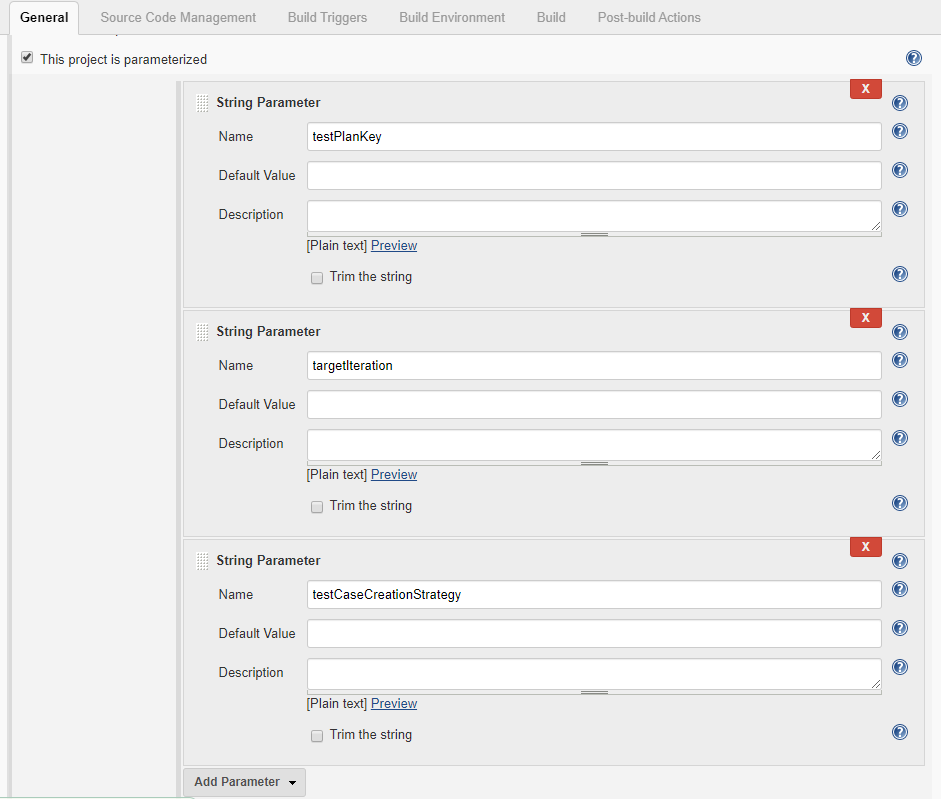 General Source Code Management Build Triggers Build Environment Build Post-build Actions
This project is parameterized
X
String Parameter
Name testPlanKey
Default Value
Description
[Plain text] Preview
Trim the string
X
String Parameter
Name targetIteration
Default Value
Description
[Plain text] Preview
Trim the string
X
String Parameter
Name testCaseCreationStrategy
Default Value
Description
[Plain text] Preview
Trim the string
Add Parameter